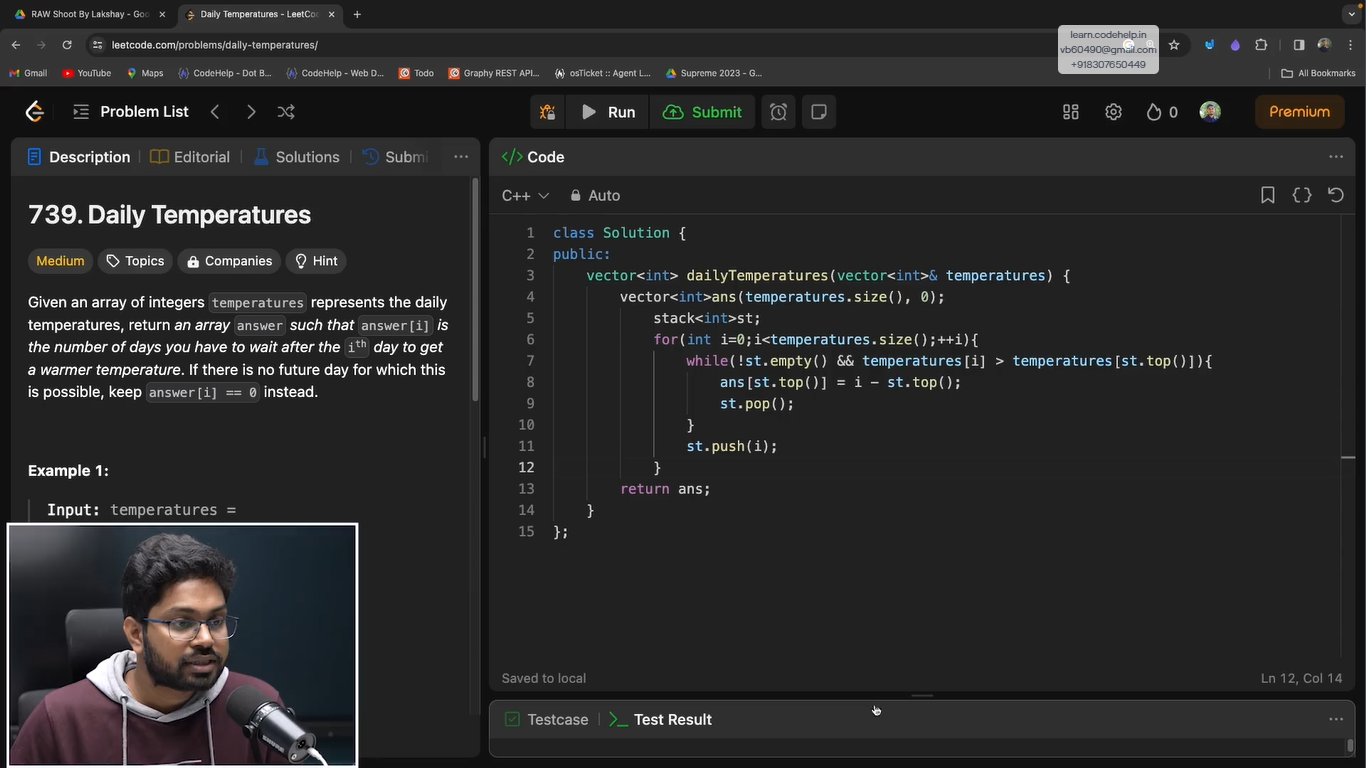 RAW Shoot By Lakshay - Goo
Daily Temperatures - LeetCo
leetcode.com/problems/daily-temperatures/
learn.codehelp.in
vb60490@gmail.com
+918307650449
Gmail
YouTube
Maps
CodeHelp - Dot B...
CodeHelp - Web D...
Todo
Graphy REST API...
osTicket :: Agent L...
Supreme 2023 - G...
All Bookmarks
Problem List
Run
Submit
0
Premium
Description
Editorial
Solutions
Submi
Code
C++
Auto
739. Daily Temperatures
Medium
Topics
Companies
Hint
Given an array of integers temperatures represents the daily
temperatures, return an array answer such that answer[i] is
the number of days you have to wait after the ith day to get
a warmer temperature. If there is no future day for which this
is possible, keep answer[i] == 0 instead.
Example 1:
Input: temperatures =
1 class Solution {
2 public:
3 vector<int> dailyTemperatures(vector<int>& temperatures) {
4 vector<int>ans(temperatures.size(), 0);
5 stack<int>st;
6 for(int i=0;i<temperatures.size();++i){
7 while(!st.empty() && temperatures[i] > temperatures[st.top()]){
8 ans[st.top()] = i - st.top();
9 st.pop();
10 }
11 st.push(i);
12 }
13 return ans;
14 }
15 };
Saved to local
Ln 12, Col 14
Testcase
Test Result